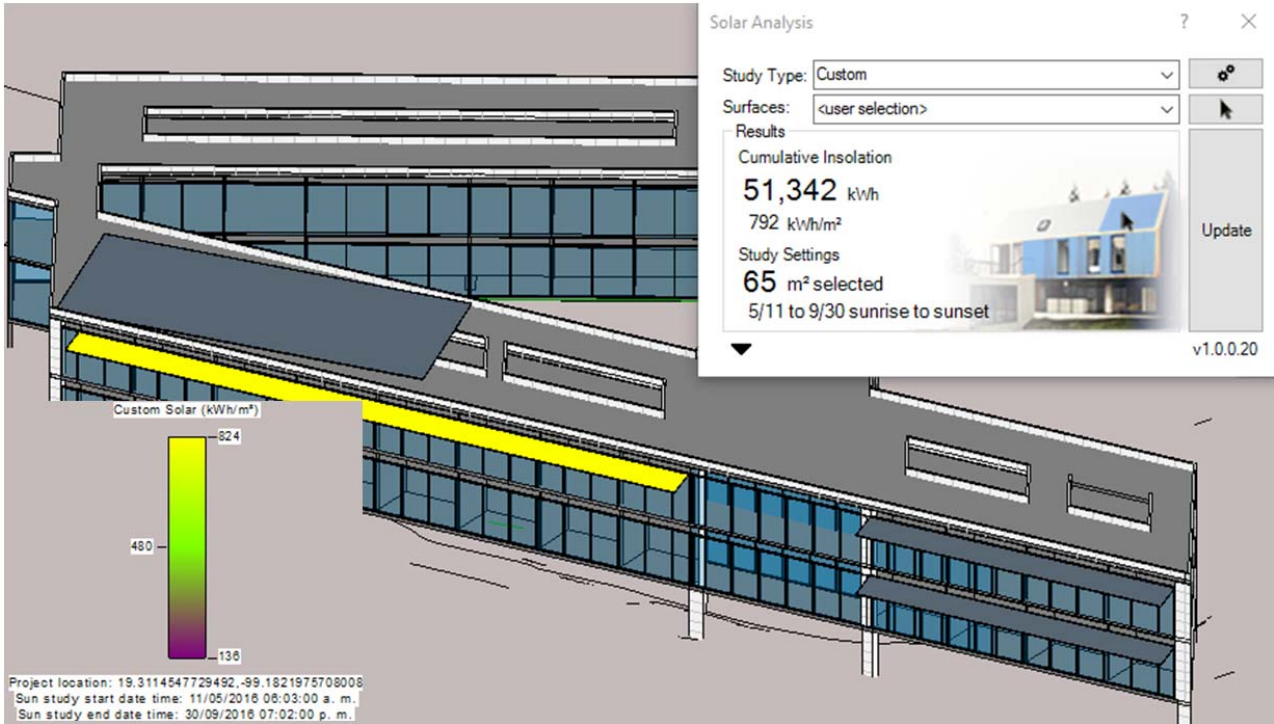 Solar Analysis
Study Type: Custom
Surfaces: <user selection>
Results
Cumulative Insolation
51,342 kWh
792 kWh/m²
Study Settings
65 m² selected
5/11 to 9/30 sunrise to sunset
Update
v1.0.0.20
Custom Solar (kWh/m²)
824
480
136
Project location: 19.3114547729492,-99.1821975708008
Sun study start date time: 11/05/2016 06:03:00 a. m.
Sun study end date time: 30/09/2016 07:02:00 p. m.